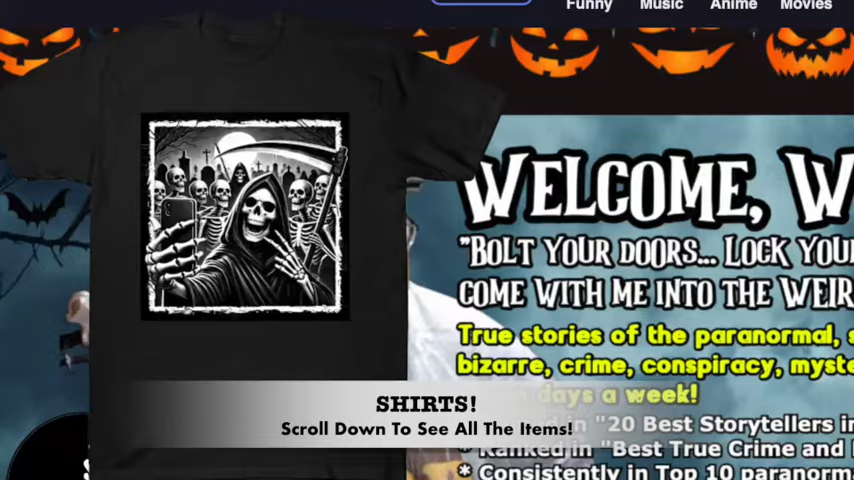 Funny Music Anime Movies
WELCOME, W
"BOLT YOUR DOORS... LOCK YOU
COME WITH ME INTO THE WEIR
True stories of the paranormal, s
bizarre, crime, conspiracy, myste
days a week!
SHIRTS!
in "20 Best Storytellers in
Scroll Down To See All The Items!
* Ranked in "Best True Crime and
* Consistently in Top 10 paranorm